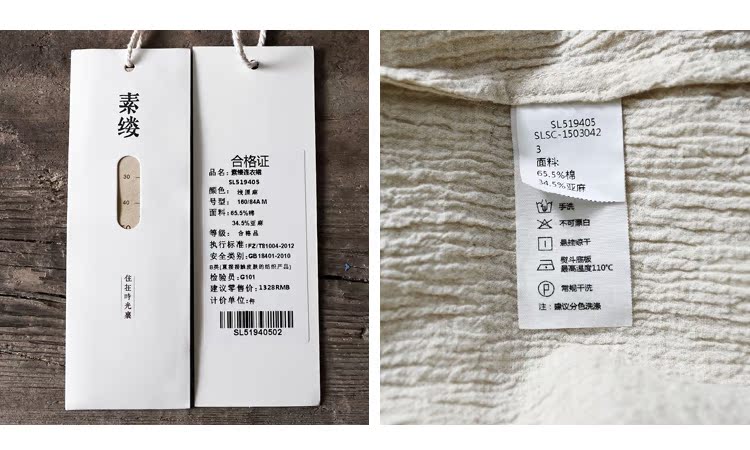 素缕
30
40
住在时光裏
合格证
品名：素缕连衣裙
SL519405
颜色：浅原麻
号型：160/84A M
面料：65.5%棉
34.5%亚麻
等级：合格品
执行标准：FZ/T81004-2012
安全类别：GB18401-2010
B类(直接接触皮肤的纺织产品)
检验员：G101
建议零售价：1328RMB
计价单位：件
SL51940502
SL519405
SLSC-1503042
3
面料：
65.5%棉
34.5%亚麻
手洗
不可漂白
悬挂晾干
熨斗底板
最高温度110℃
常规干洗
注：建议分色洗涤